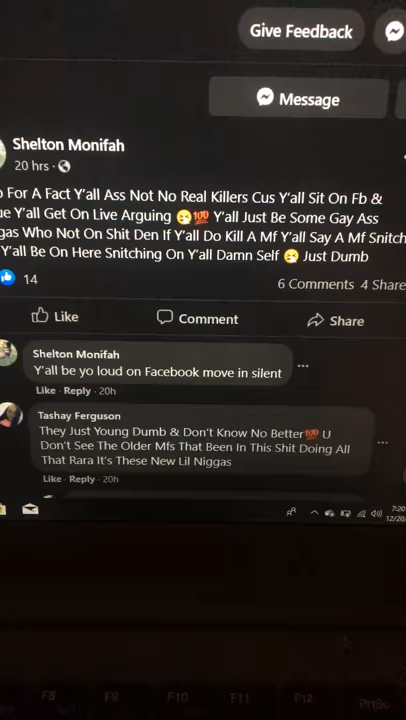 Give Feedback
Message
Shelton Monifah
20 hrs ·
For A Fact Y'all Ass Not No Real Killers Cus Y'all Sit On Fb &
Y'all Get On Live Arguing 😤💯 Y'all Just Be Some Gay Ass
Who Not On Shit Den If Y'all Do Kill A Mf Y'all Say A Mf Snitch
Y'all Be On Here Snitching On Y'all Damn Self 😤 Just Dumb
14
6 Comments 4 Share
Like Comment Share
Shelton Monifah
Y'all be yo loud on Facebook move in silent
Like · Reply · 20h
Tashay Ferguson
They Just Young Dumb & Don't Know No Better💯 U
Don't See The Older Mfs That Been In This Shit Doing All
That Rara It's These New Lil Niggas
Like · Reply · 20h
7:20
12/20
F8 F9 F10 F11 F12 PrtSc